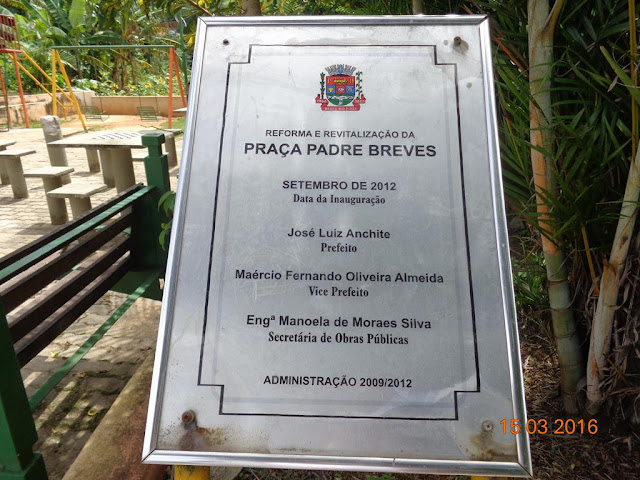 REFORMA E REVITALIZAÇÃO DA
PRAÇA PADRE BREVES
SETEMBRO DE 2012
Data da Inauguração
José Luiz Anchite
Prefeito
Maércio Fernando Oliveira Almeida
Vice Prefeito
Engª Manoela de Moraes Silva
Secretária de Obras Públicas
ADMINISTRAÇÃO 2009/2012
15.03 2016